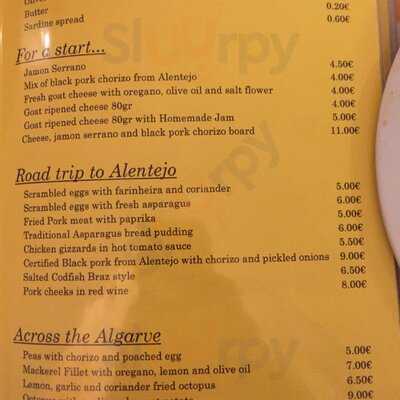 Butter 0.20€
Sardine spread 0.60€
For a start...
Jamon Serrano 4.50€
Mix of black pork chorizo from Alentejo 4.00€
Fresh goat cheese with oregano, olive oil and salt flower 4.00€
Goat ripened cheese 80gr 4.00€
Goat ripened cheese 80gr with Homemade Jam 5.00€
Cheese, jamon serrano and black pork chorizo board 11.00€
Road trip to Alentejo
Scrambled eggs with farinheira and coriander 5.00€
Scrambled eggs with fresh asparagus 6.00€
Fried Pork meat with paprika 5.00€
Traditional Asparagus bread pudding 6.00€
Chicken gizzards in hot tomato sauce 5.50€
Certified Black pork from Alentejo with chorizo and pickled onions 9.00€
Salted Codfish Braz style 6.50€
Pork cheeks in red wine 8.00€
Across the Algarve
Peas with chorizo and poached egg 5.00€
Mackerel Fillet with oregano, lemon and olive oil 7.00€
Lemon, garlic and coriander fried octopus 6.50€
9.00€